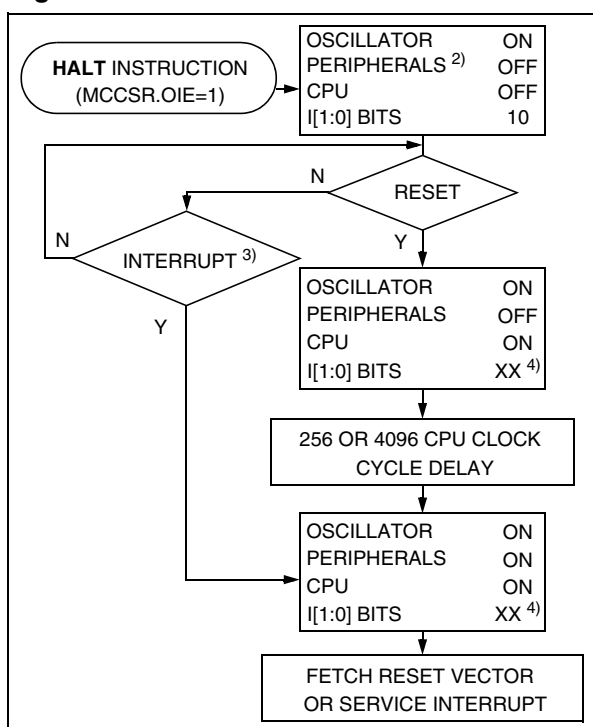 HALT INSTRUCTION
(MCCSR.OIE=1)
OSCILLATOR ON
PERIPHERALS 2) OFF
CPU OFF
I[1:0] BITS 10
RESET
N
Y
INTERRUPT 3)
N
Y
OSCILLATOR ON
PERIPHERALS OFF
CPU ON
I[1:0] BITS XX 4)
256 OR 4096 CPU CLOCK
CYCLE DELAY
OSCILLATOR ON
PERIPHERALS ON
CPU ON
I[1:0] BITS XX 4)
FETCH RESET VECTOR
OR SERVICE INTERRUPT